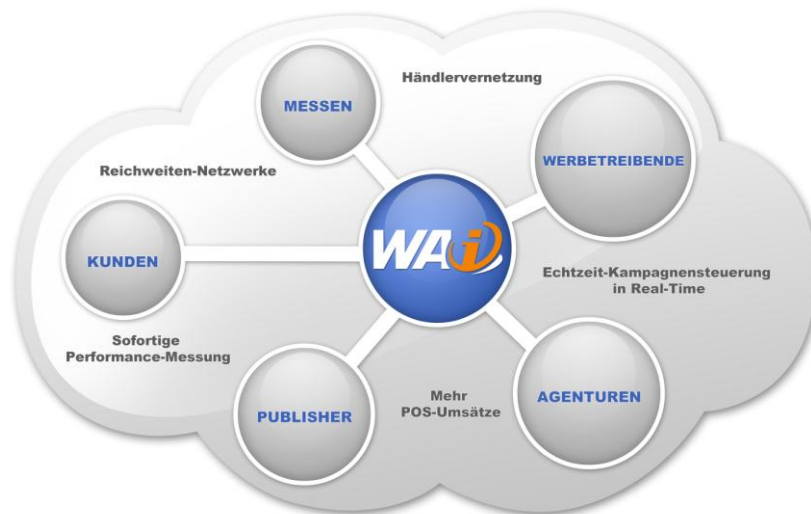 Händlervernetzung
MESSEN
WERBETREIBENDE
Reichweiten-Netzwerke
WAi
KUNDEN
Echtzeit-Kampagnensteuerung
in Real-Time
Sofortige
Performance-Messung
Mehr
POS-Umsätze
AGENTUREN
PUBLISHER